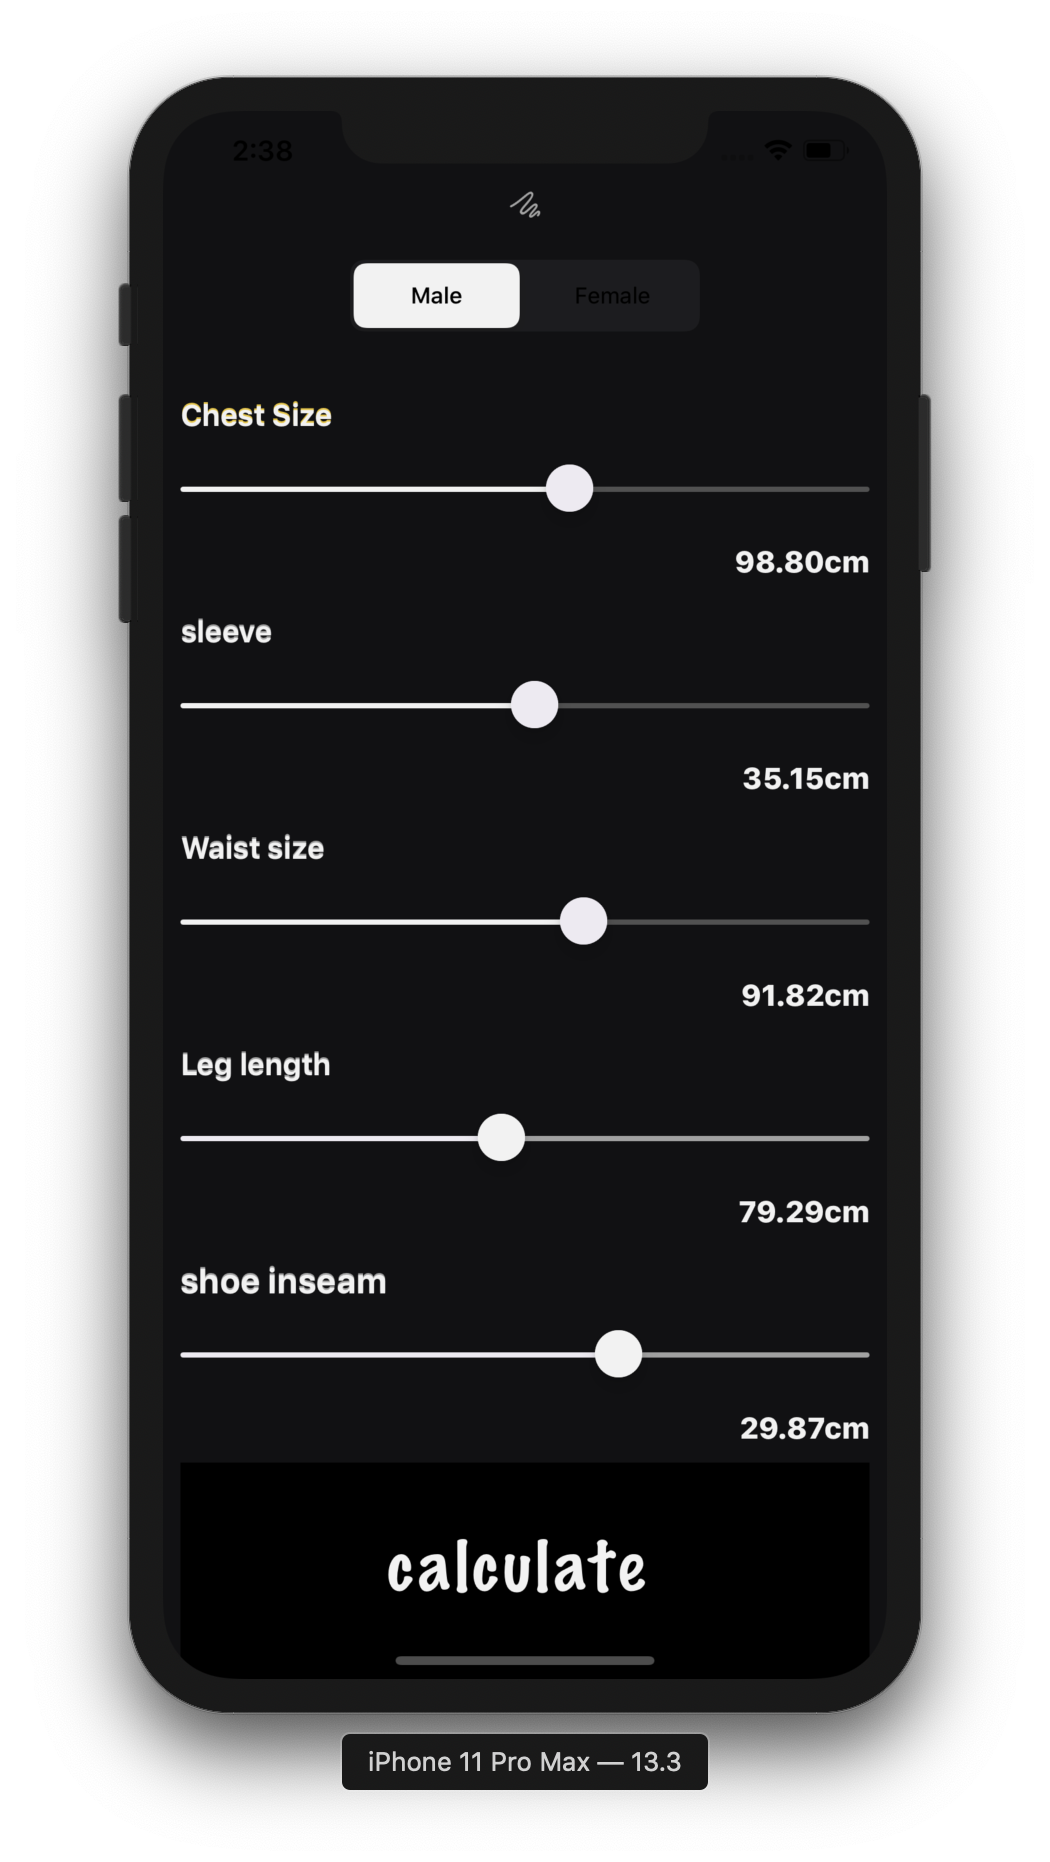 2:38
Male Female
Chest Size
98.80cm
sleeve
35.15cm
Waist size
91.82cm
Leg length
79.29cm
shoe inseam
29.87cm
calculate
iPhone 11 Pro Max — 13.3